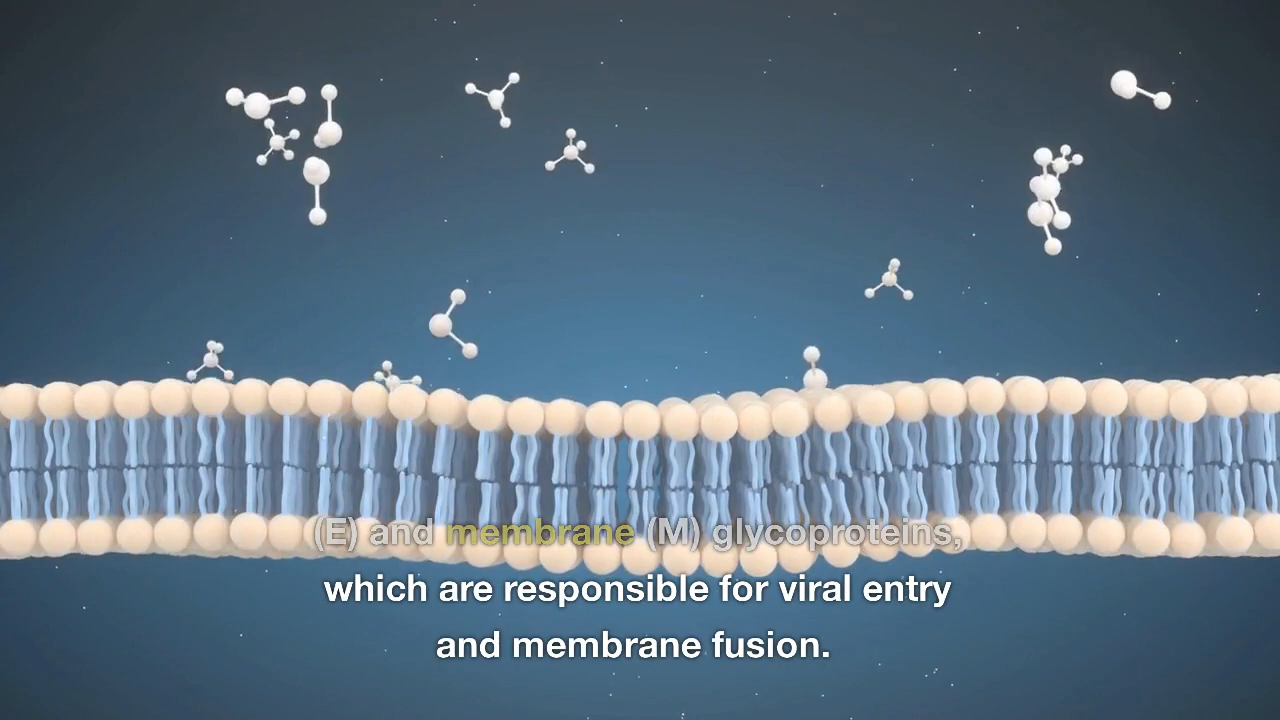 (E) and membrane (M) glycoproteins,
which are responsible for viral entry
and membrane fusion.